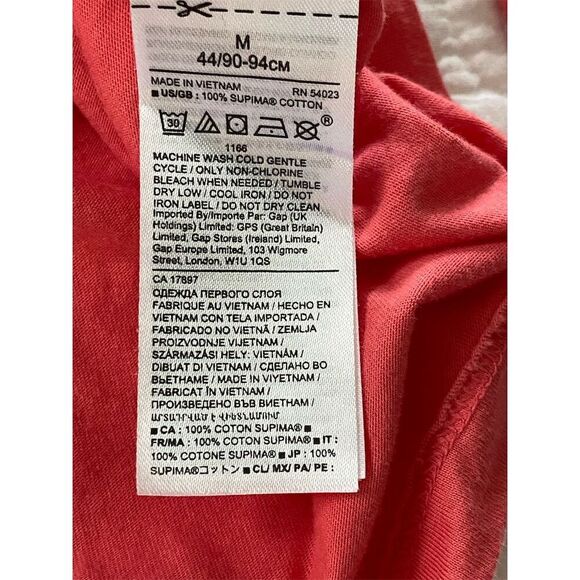 M
44/90-94CM
MADE IN VIETNAM RN 54023
■ US/GB : 100% SUPIMA® COTTON
30 ®
1166
MACHINE WASH COLD GENTLE
CYCLE / ONLY NON-CHLORINE
BLEACH WHEN NEEDED / TUMBLE
DRY LOW / COOL IRON / DO NOT
IRON LABEL / DO NOT DRY CLEAN
Imported By/Importe Par: Gap (UK
Holdings) Limited: GPS (Great Britain)
Limited, Gap Stores (Ireland) Limited,
Gap Europe Limited, 103 Wigmore
Street, London, W1U 1QS
CA 17897
ОДЕЖДА ПЕРВОГО СЛОЯ
FABRIQUE AU VIETNAM / HECHO EN
VIETNAM CON TELA IMPORTADA /
FABRICADO NO VIETNÃ / ZEMLJA
PROIZVODNJE VIJETNAM /
SZÁRMAZÁSI HELY: VIETNÁM /
DIBUAT DI VIETNAM / СДЕЛАНО ВО
ВЬЕТНАМЕ / MADE IN VIYETNAM /
FABRICAT ÎN VIETNAM /
ПРОИЗВЕДЕНО ВЪВ ВИЕТНАМ /
ԱՐՏԱԴՐՎԱԾ Է ՎԻԵՏՆԱՄՈՒՄ
■ CA : 100% COTON SUPIMA® ■
FR/MA : 100% COTON SUPIMA® ■ IT :
100% COTONE SUPIMA® ■ JP : 100%
SUPIMA®コットン ■ CL/ MX/ PA/ PE :